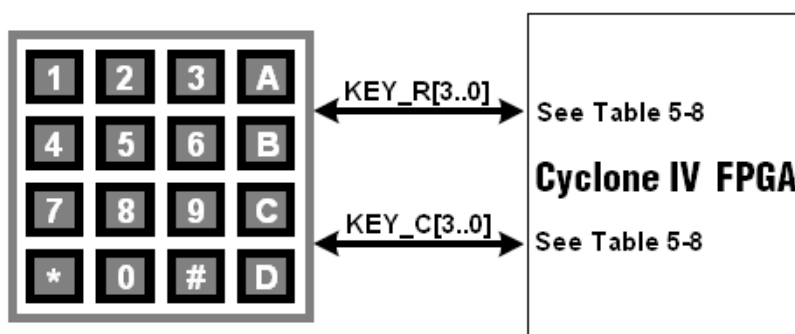 1 2 3 A
4 5 6 B
7 8 9 C
* 0 # D
KEY_R[3..0]
KEY_C[3..0]
See Table 5-8
Cyclone IV FPGA
See Table 5-8